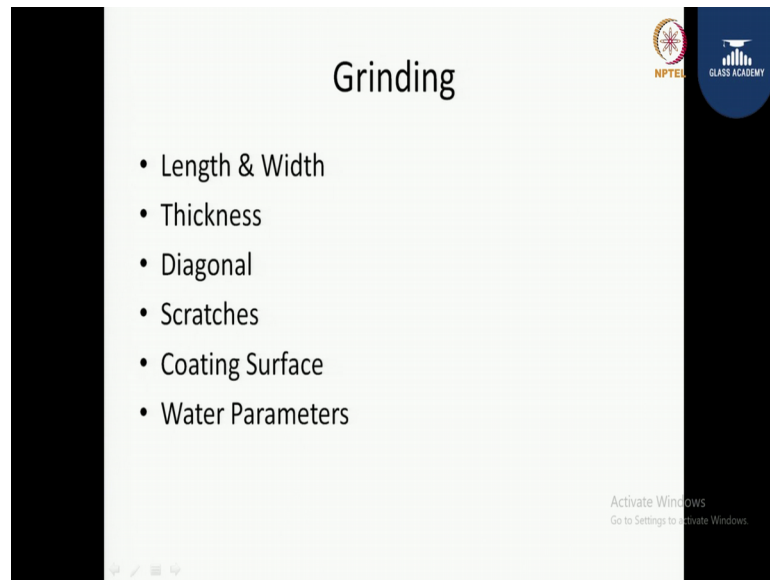 Grinding
NPTEL
GLASS ACADEMY
• Length & Width
• Thickness
• Diagonal
• Scratches
• Coating Surface
• Water Parameters
Activate Windows
Go to Settings to activate Windows.